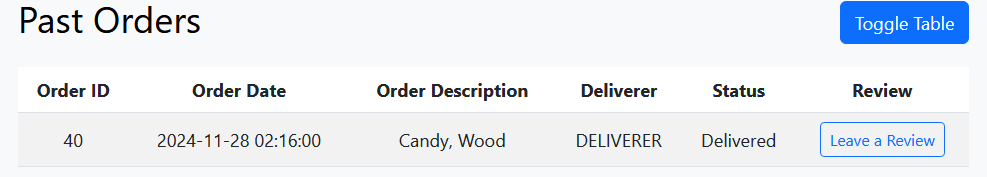 Past Orders
Toggle Table
Order ID Order Date Order Description Deliverer Status Review
40 2024-11-28 02:16:00 Candy, Wood DELIVERER Delivered Leave a Review